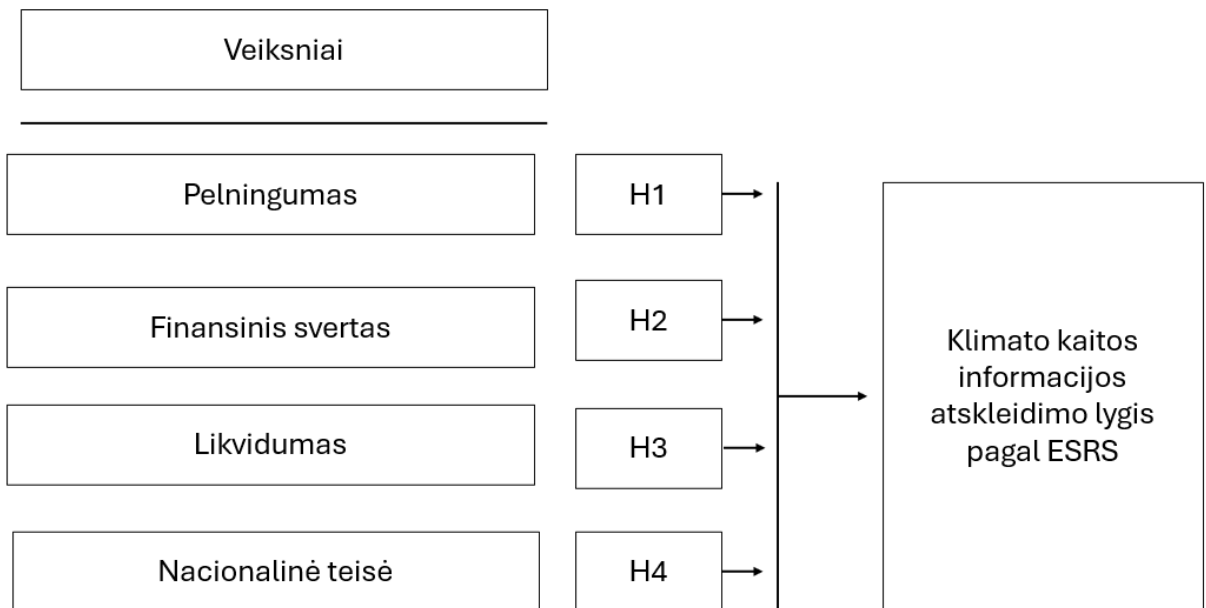 Veiksniai
Pelningumas
H1
Finansinis svertas
H2
Likvidumas
H3
Nacionalinė teisė
H4
Klimato kaitos
informacijos
atskleidimo lygis
pagal ESRS